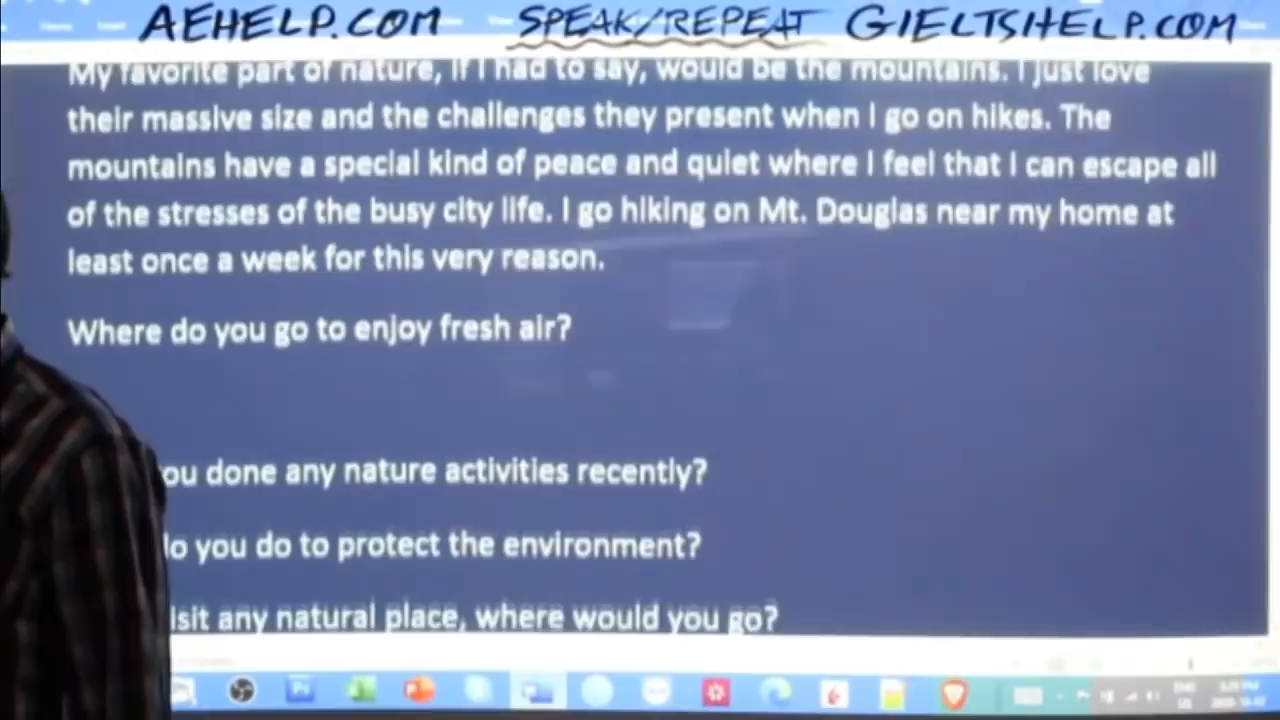 AEHELP.COM SPEAK/REPEAT GIELTSHELP.COM
My favorite part of nature, if I had to say, would be the mountains. I just love
their massive size and the challenges they present when I go on hikes. The
mountains have a special kind of peace and quiet where I feel that I can escape all
of the stresses of the busy city life. I go hiking on Mt. Douglas near my home at
least once a week for this very reason.
Where do you go to enjoy fresh air?
ou done any nature activities recently?
do you do to protect the environment?
isit any natural place, where would you go?